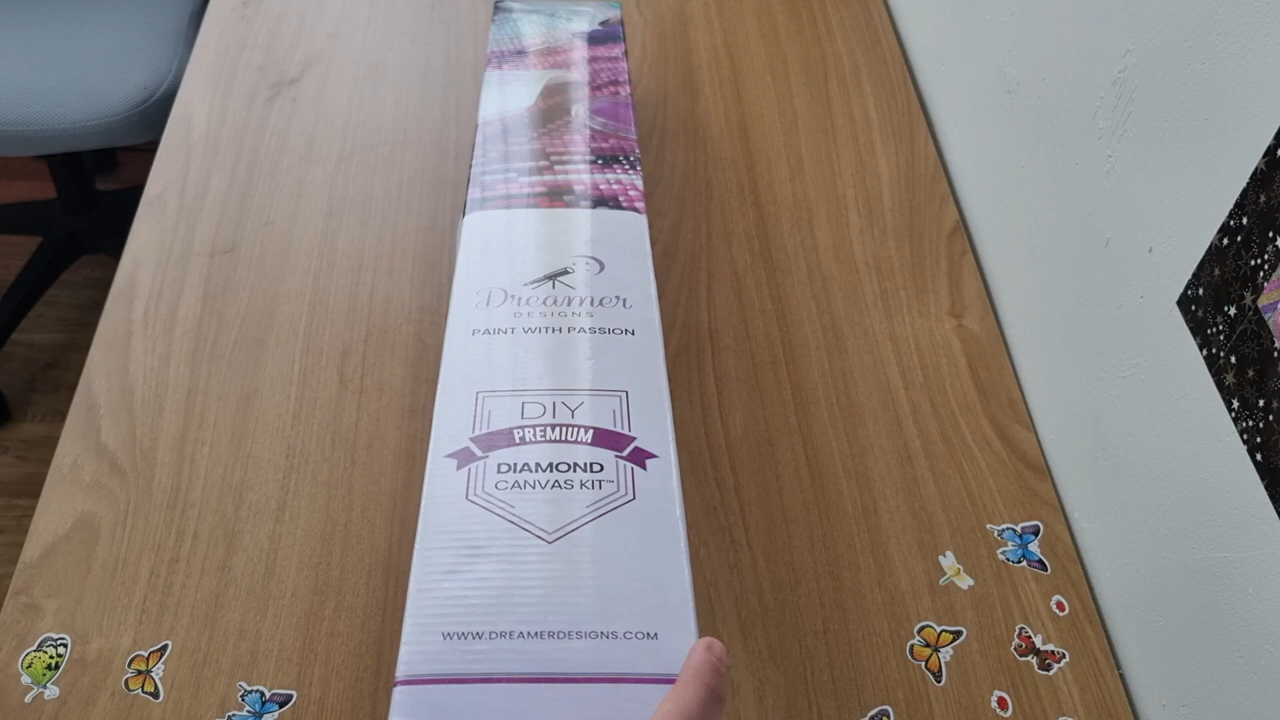 Dreamer
DESIGNS
PAINT WITH PASSION
DIY
PREMIUM
DIAMOND
CANVAS KIT™
WWW.DREAMERDESIGNS.COM